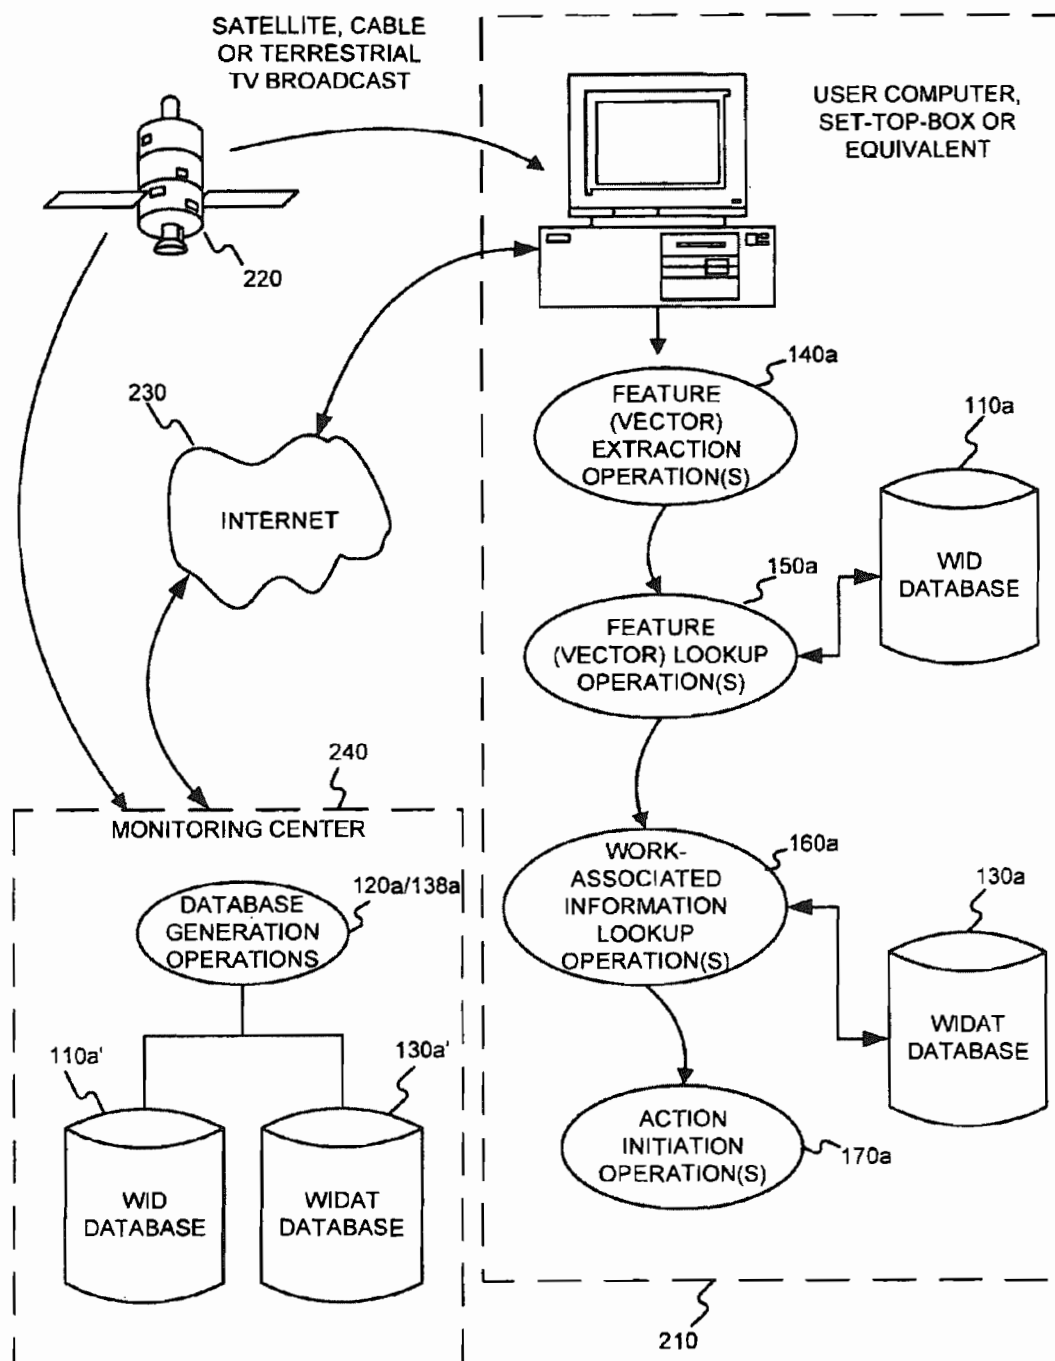 SATELLITE, CABLE
OR TERRESTRIAL
TV BROADCAST
USER COMPUTER,
SET-TOP-BOX OR
EQUIVALENT
220
140a
FEATURE
(VECTOR)
EXTRACTION
OPERATION(S)
230
INTERNET
110a
WID
DATABASE
150a
FEATURE
(VECTOR) LOOKUP
OPERATION(S)
240
MONITORING CENTER
120a/138a
DATABASE
GENERATION
OPERATIONS
160a
WORK-
ASSOCIATED
INFORMATION
LOOKUP
OPERATION(S)
130a
WIDAT
DATABASE
110a'
WID
DATABASE
130a'
WIDAT
DATABASE
ACTION
INITIATION
OPERATION(S)
170a
210